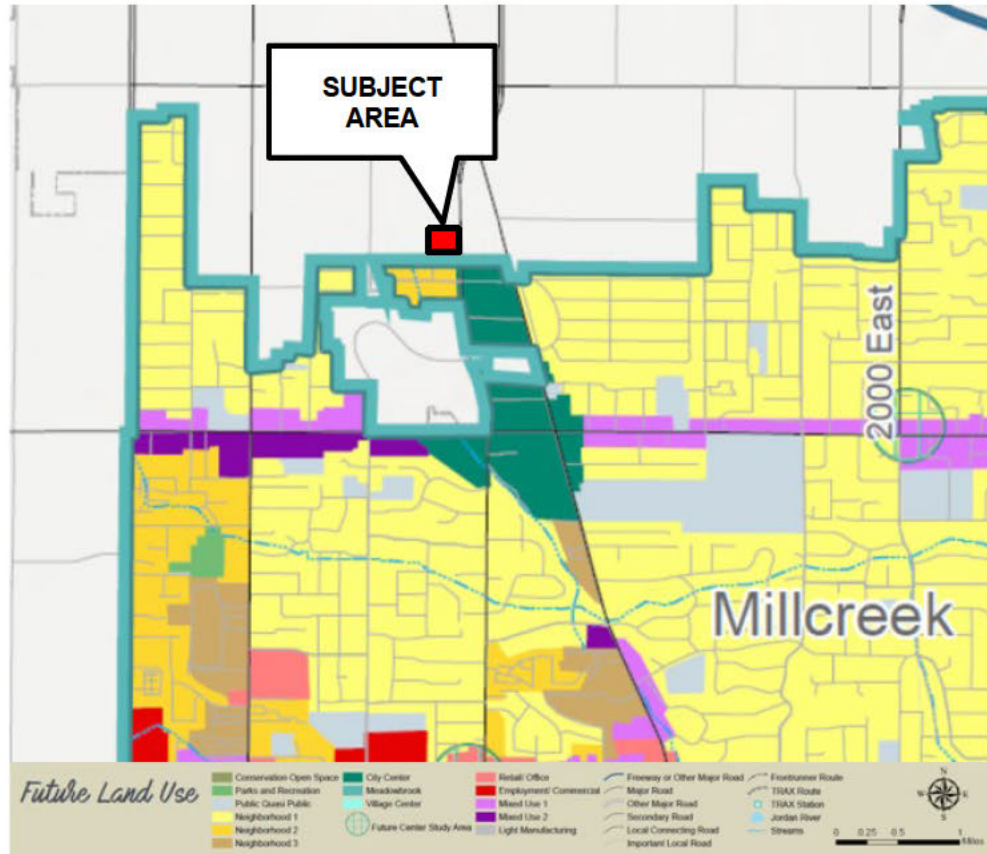 SUBJECT
AREA
2000 East
Millcreek
Future Land Use
Conservation Open Space
Parks and Recreation
Public Quasi Public
Neighborhood 1
Neighborhood 2
Neighborhood 3
City Center
Meadowbrook
Village Center
Future Center Study Area
Retail/ Office
Employment/ Commercial
Mixed Use 1
Mixed Use 2
Light Manufacturing
Freeway or Other Major Road
Major Road
Other Major Road
Secondary Road
Local Connecting Road
Important Local Road
Frontrunner Route
TRAX Route
TRAX Station
Jordan River
Streams
N
W
E
S
0 0.25 0.5 1
Miles